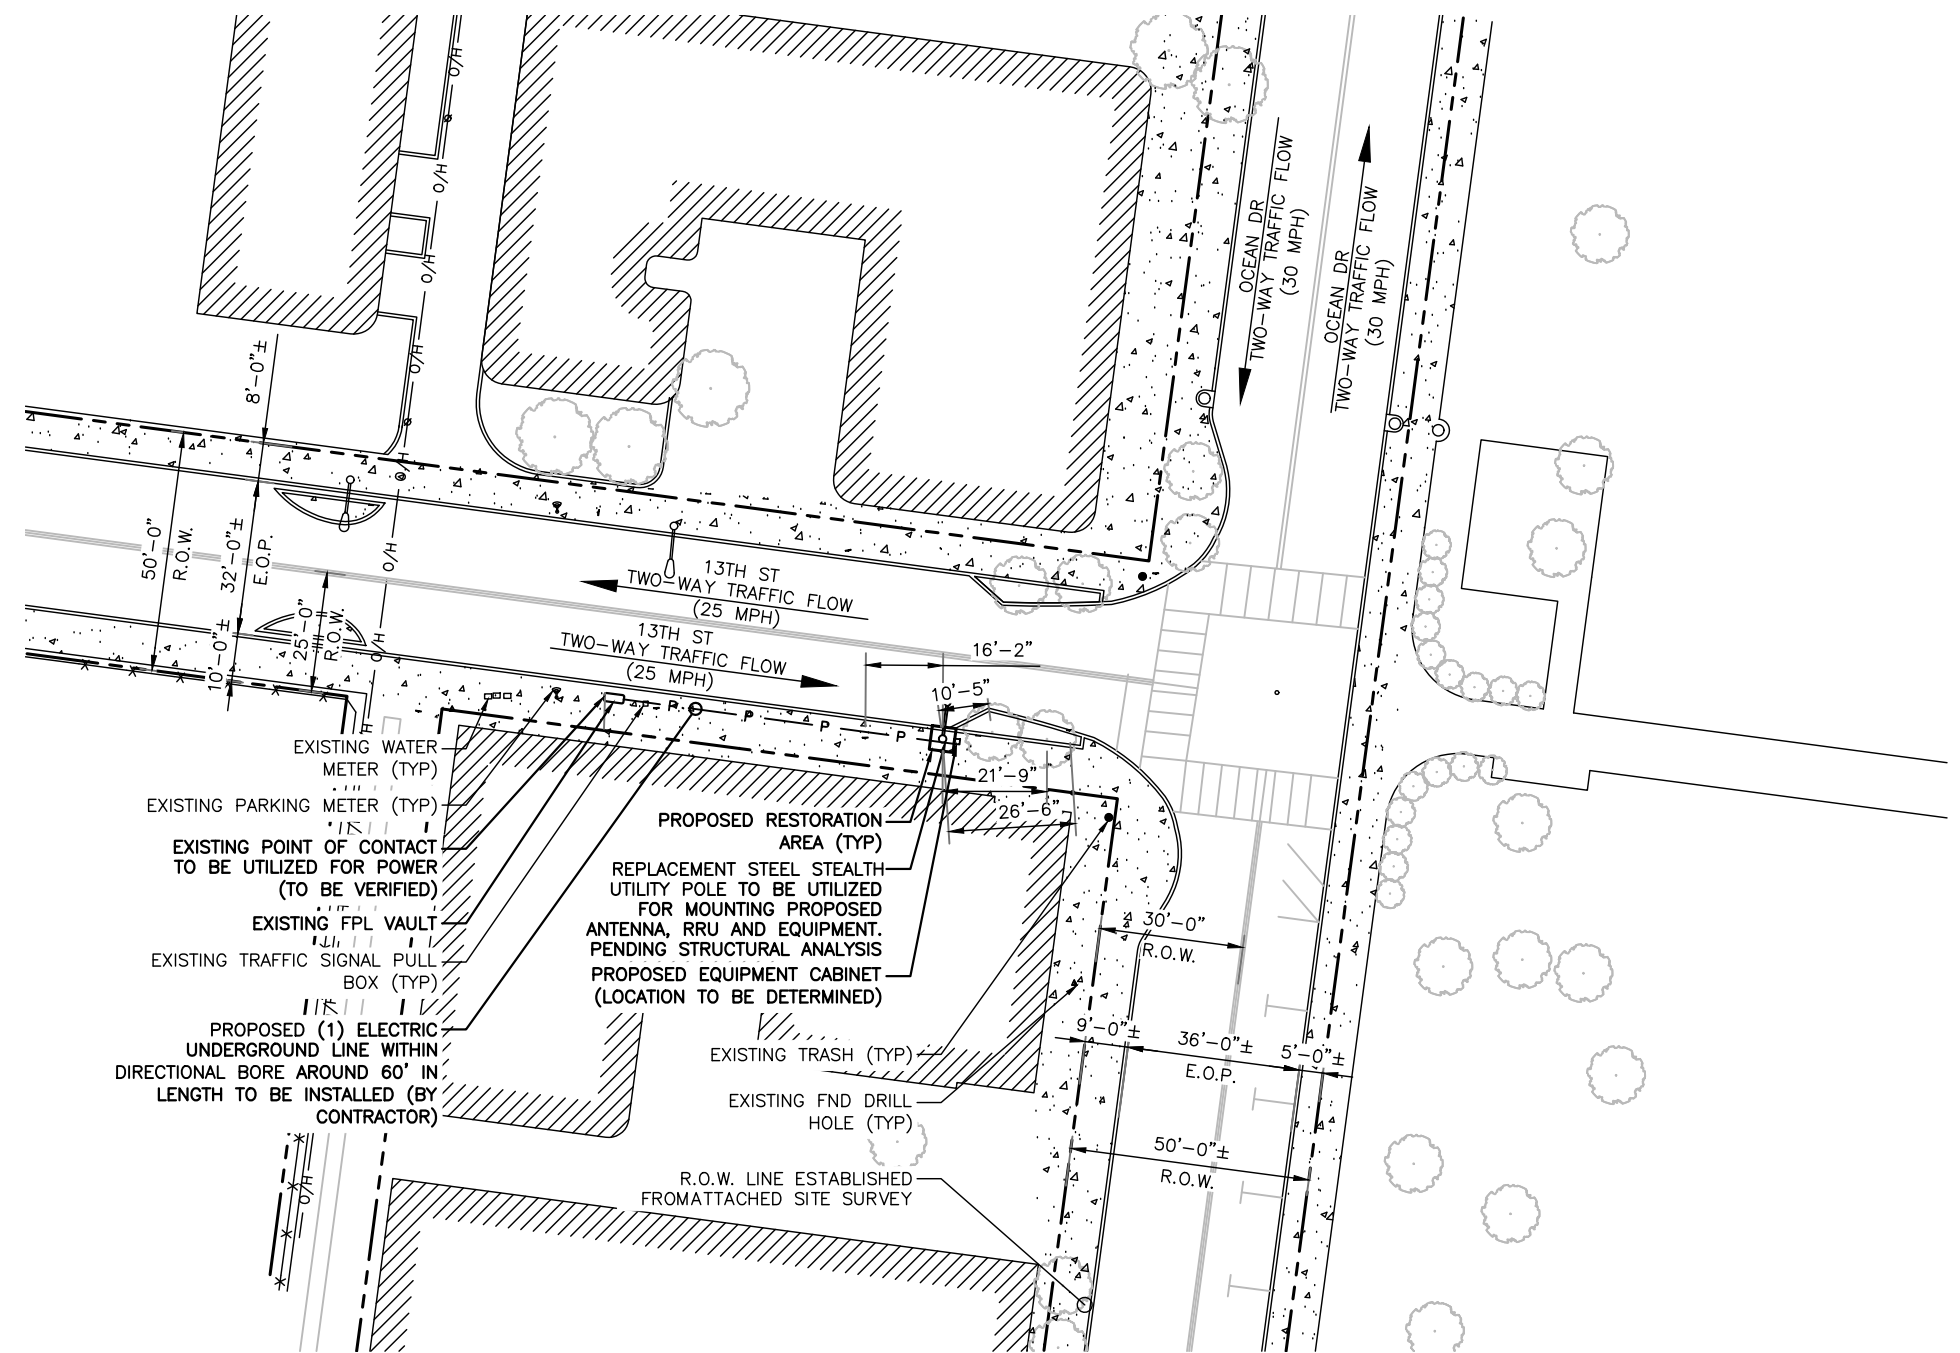 O/H
O/H
O/H
O/H
O/H
O/H
O/H
O/H
O/H
8'-0"±
50'-0"
R.O.W.
32'-0"±
E.O.P.
10'-0"±
25'-0"
R.O.W.
OCEAN DR
TWO-WAY TRAFFIC FLOW
(30 MPH)
OCEAN DR
TWO-WAY TRAFFIC FLOW
(30 MPH)
13TH ST
TWO-WAY TRAFFIC FLOW
(25 MPH)
13TH ST
TWO-WAY TRAFFIC FLOW
(25 MPH)
16'-2"
10'-5"
21'-9"
26'-6"
P
P
P
P
EXISTING WATER
METER (TYP)
EXISTING PARKING METER (TYP)
EXISTING POINT OF CONTACT
TO BE UTILIZED FOR POWER
(TO BE VERIFIED)
EXISTING FPL VAULT
EXISTING TRAFFIC SIGNAL PULL
BOX (TYP)
PROPOSED (1) ELECTRIC
UNDERGROUND LINE WITHIN
DIRECTIONAL BORE AROUND 60' IN
LENGTH TO BE INSTALLED (BY
CONTRACTOR)
PROPOSED RESTORATION
AREA (TYP)
REPLACEMENT STEEL STEALTH
UTILITY POLE TO BE UTILIZED
FOR MOUNTING PROPOSED
ANTENNA, RRU AND EQUIPMENT.
PENDING STRUCTURAL ANALYSIS
PROPOSED EQUIPMENT CABINET
(LOCATION TO BE DETERMINED)
EXISTING TRASH (TYP)
EXISTING FND DRILL
HOLE (TYP)
R.O.W. LINE ESTABLISHED
FROMATTACHED SITE SURVEY
30'-0"
R.O.W.
9'-0"±
36'-0"±
E.O.P.
5'-0"±
50'-0"±
R.O.W.